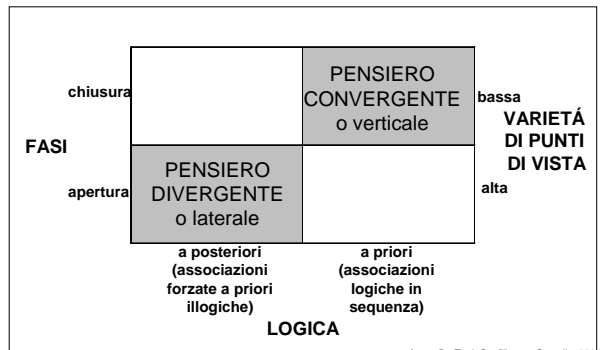 chiusura
PENSIERO
CONVERGENTE
o verticale
bassa
FASI
VARIETÁ
DI PUNTI
DI VISTA
apertura
PENSIERO
DIVERGENTE
o laterale
alta
a posteriori
(associazioni
forzate a priori
illogiche)
a priori
(associazioni
logiche in
sequenza)
LOGICA